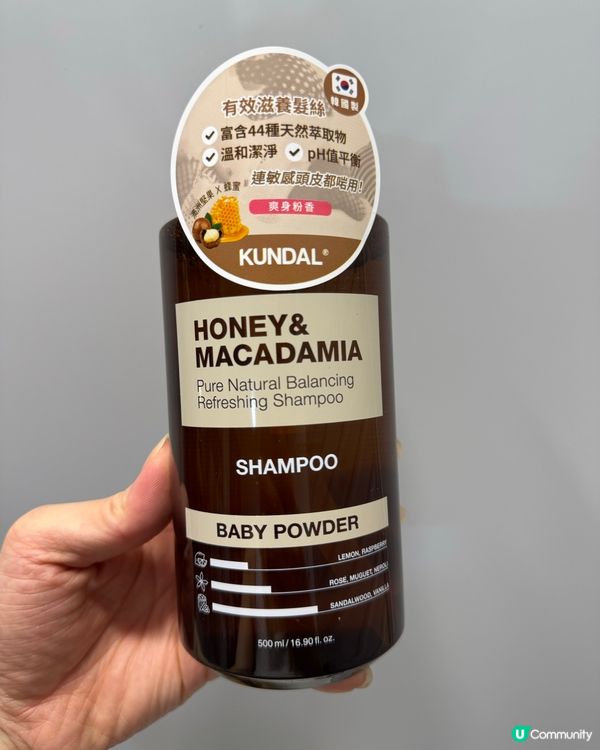 韓國製
有效滋養髮絲
富含44種天然萃取物
溫和潔淨 pH值平衡
連敏感頭皮都啱用!
澳洲堅果 X 蜂蜜
爽身粉香
KUNDAL®
HONEY&
MACADAMIA
Pure Natural Balancing
Refreshing Shampoo
SHAMPOO
BABY POWDER
LEMON, RASPBERRY
ROSE, MUGUET, NEROLI
SANDALWOOD, VANILLA
500 ml / 16.90 fl. oz.
U Community